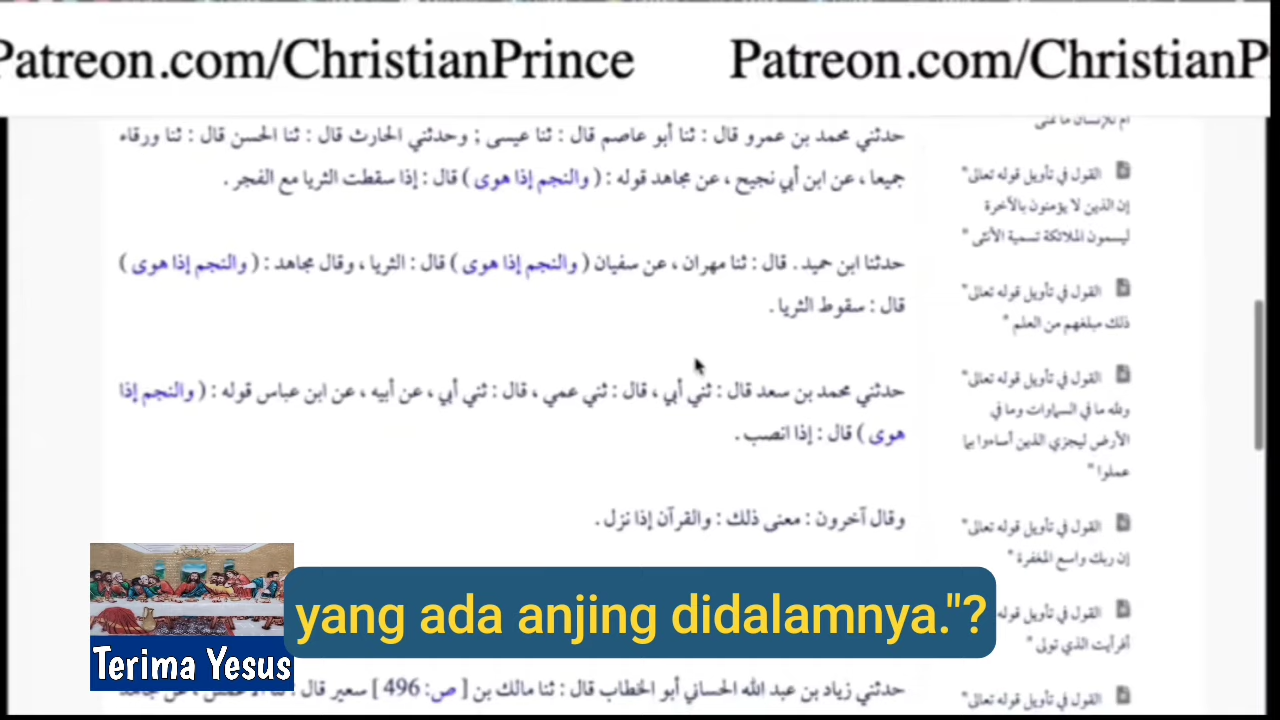 Patreon.com/ChristianPrince Patreon.com/ChristianP
حدثني محمد بن عمرو قال : ثنا أبو عاصم قال : ثنا عيسى ; وحدثني الحارث قال : ثنا الحسن قال : ثنا ورقاء
جميعا ، عن ابن أبي نجيح ، عن مجاهد قوله : ( والنجم إذا هوى ) قال : إذا سقطت الثريا مع الفجر .
حدثنا ابن حميد . قال : ثنا مهران ، عن سفيان ( والنجم إذا هوى ) قال : الثريا ، وقال مجاهد : ( والنجم إذا هوى )
قال : سقوط الثريا .
حدثني محمد بن سعد قال : ثني أبي ، قال : ثني عمي ، قال : ثني أبي ، عن أبيه ، عن ابن عباس قوله : ( والنجم إذا
هوى ) قال : إذا انصب .
وقال آخرون : معنى ذلك : والقرآن إذا نزل .
حدثني زياد بن عبد الله الحساني أبو الخطاب قال : ثنا مالك بن [ ص: 496 ] سعير قال :
القول في تأويل قوله تعالى"
إن الذين لا يؤمنون بالآخرة
ليسمون الملائكة تسمية الأنثى "
القول في تأويل قوله تعالى"
ذلك مبلغهم من العلم "
القول في تأويل قوله تعالى"
ولله ما في السماوات وما في
الأرض ليجزي الذين أساءوا بما
عملوا "
القول في تأويل قوله تعالى"
إن ربك واسع المغفرة "
القول في تأويل قوله
أفرأيت الذي تولى "
القول في تأويل قوله تعالى"
yang ada anjing didalamnya."?
Terima Yesus